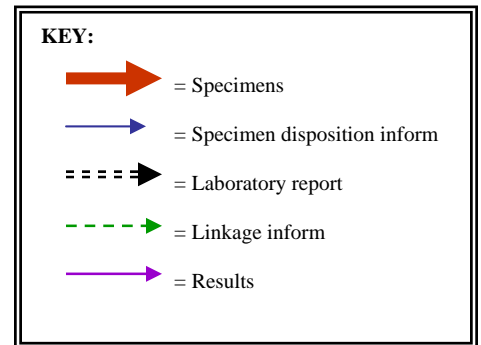 KEY:
= Specimens
= Specimen disposition inform
= Laboratory report
= Linkage inform
= Results